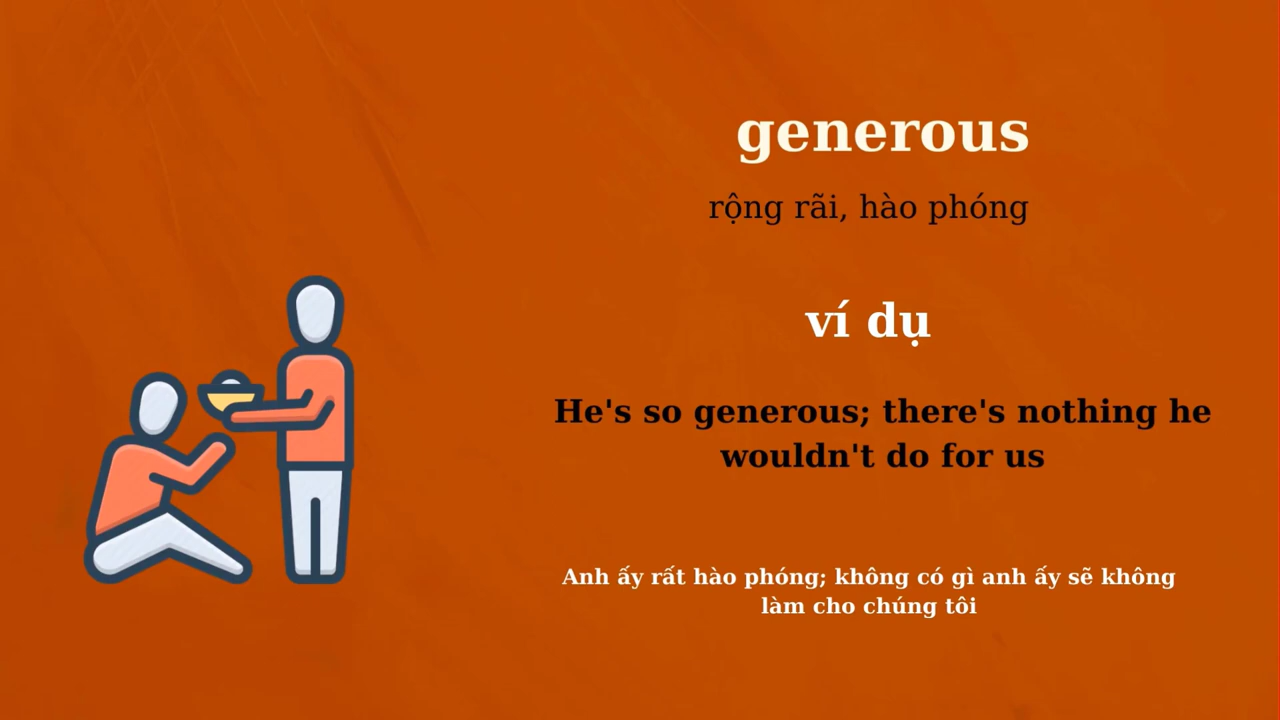 generous
rộng rãi, hào phóng
ví dụ
He's so generous; there's nothing he
wouldn't do for us
Anh ấy rất hào phóng; không có gì anh ấy sẽ không
làm cho chúng tôi